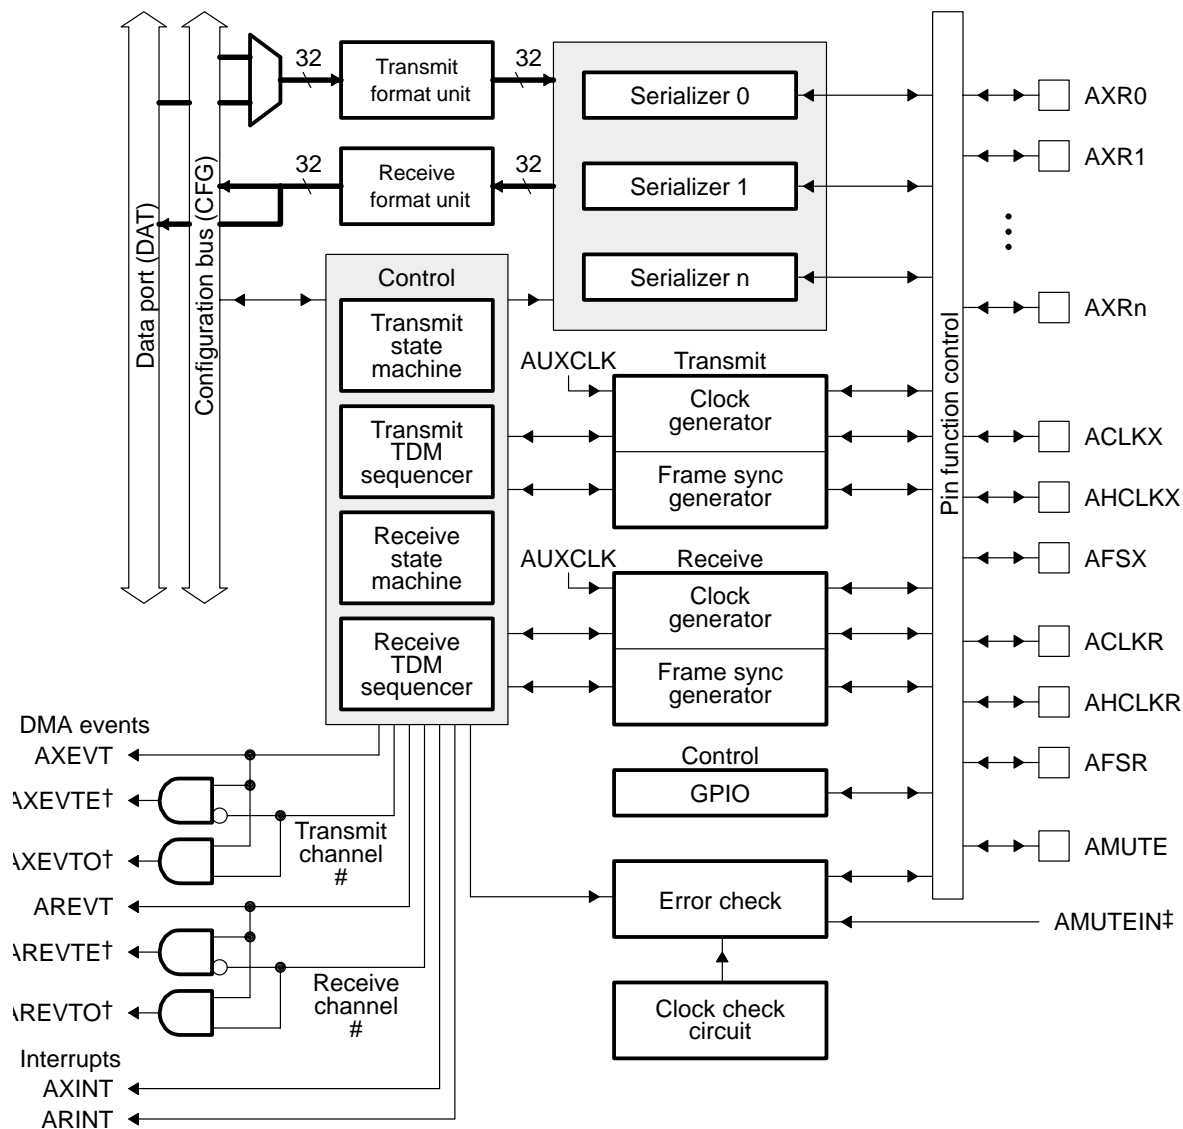 32
Transmit
format unit
32
Serializer 0
AXR0
32
Receive
format unit
32
Serializer 1
AXR1
Serializer n
AXRn
Data port (DAT)
Configuration bus (CFG)
Control
Transmit
state
machine
Transmit
TDM
sequencer
Receive
state
machine
Receive
TDM
sequencer
AUXCLK
Transmit
Clock
generator
Frame sync
generator
AUXCLK
Receive
Clock
generator
Frame sync
generator
Pin function control
ACLKX
AHCLKX
AFSX
ACLKR
AHCLKR
AFSR
AMUTE
AMUTEIN‡
Control
GPIO
Error check
Clock check
circuit
DMA events
AXEVT
AXEVTE†
AXEVTO†
Transmit
channel
#
AREVT
AREVTE†
AREVTO†
Receive
channel
#
Interrupts
AXINT
ARINT